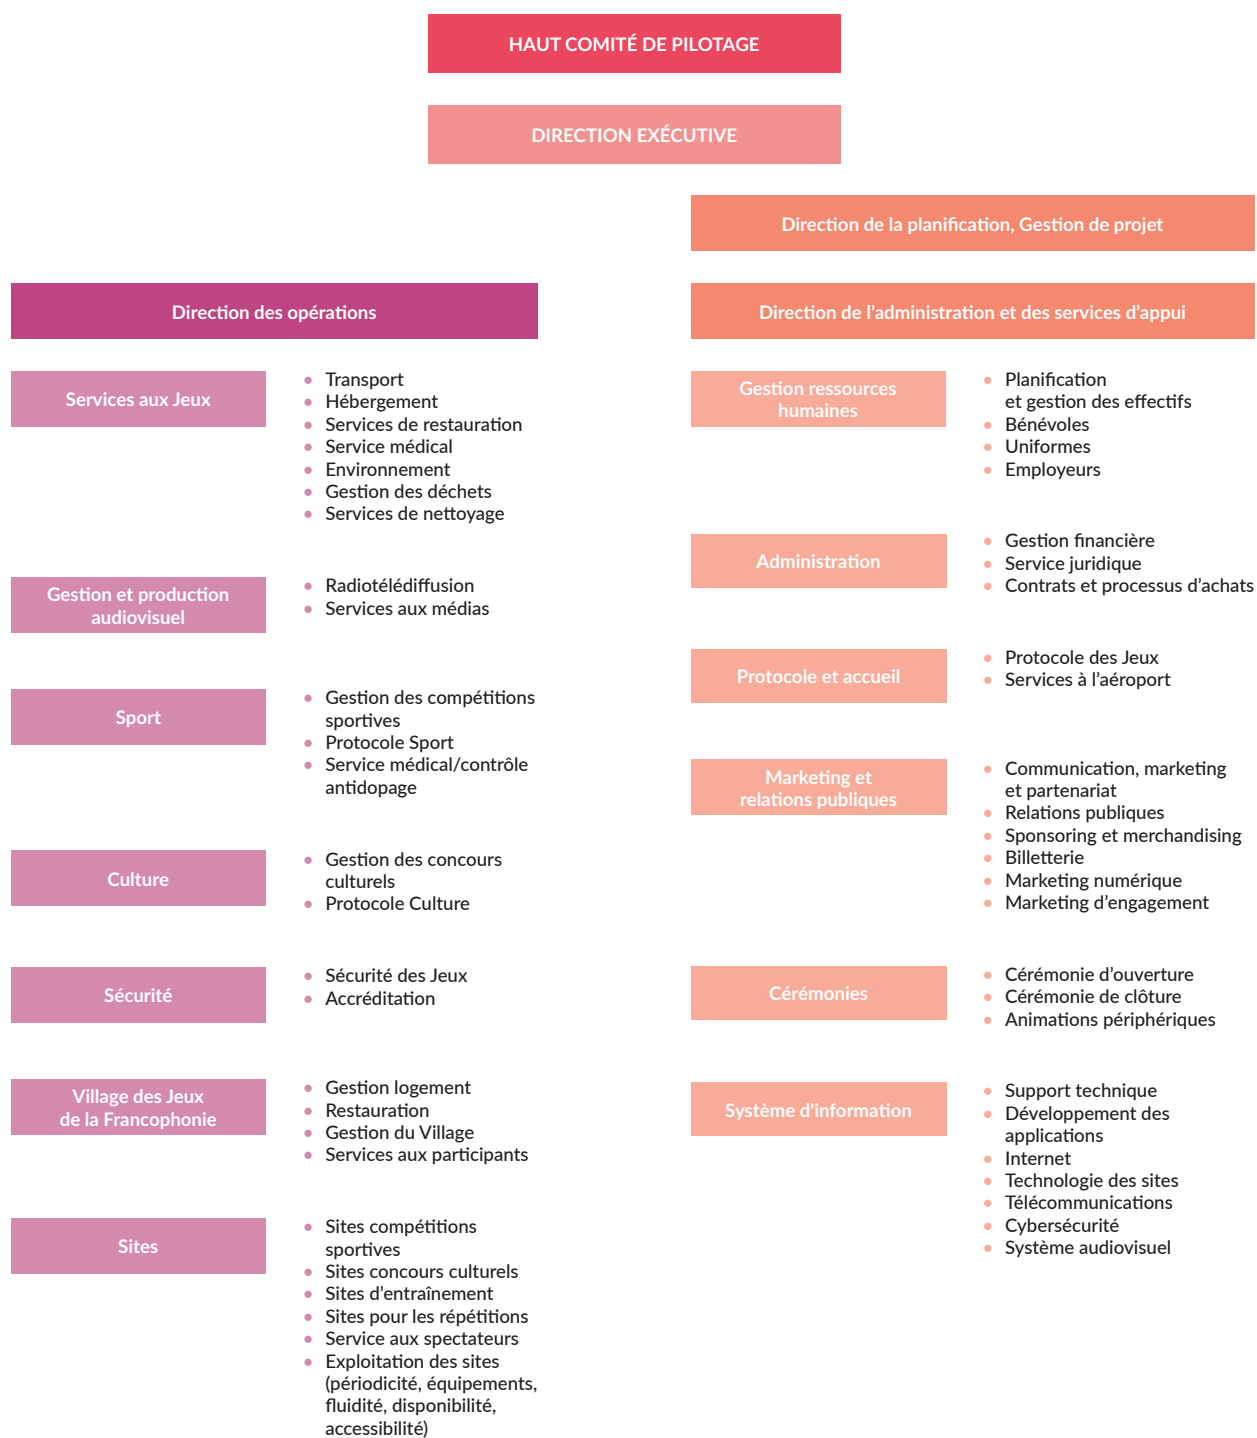 HAUT COMITÉ DE PILOTAGE
DIRECTION EXÉCUTIVE
Direction de la planification, Gestion de projet
Direction des opérations
Services aux Jeux
Transport
Hébergement
Services de restauration
Service médical
Environnement
Gestion des déchets
Services de nettoyage
Gestion et production
audiovisuel
Radiotélédiffusion
Services aux médias
Sport
Gestion des compétitions
sportives
Protocole Sport
Service médical/contrôle
antidopage
Culture
Gestion des concours
culturels
Protocole Culture
Sécurité
Sécurité des Jeux
Accréditation
Village des Jeux
de la Francophonie
Gestion logement
Restauration
Gestion du Village
Services aux participants
Sites
Sites compétitions
sportives
Sites concours culturels
Sites d’entraînement
Sites pour les répétitions
Service aux spectateurs
Exploitation des sites
(périodicité, équipements,
fluidité, disponibilité,
accessibilité)
Direction de l’administration et des services d’appui
Gestion ressources
humaines
Planification
et gestion des effectifs
Bénévoles
Uniformes
Employeurs
Administration
Gestion financière
Service juridique
Contrats et processus d’achats
Protocole et accueil
Protocole des Jeux
Services à l’aéroport
Marketing et
relations publiques
Communication, marketing
et partenariat
Relations publiques
Sponsoring et merchandising
Billetterie
Marketing numérique
Marketing d’engagement
Cérémonies
Cérémonie d’ouverture
Cérémonie de clôture
Animations périphériques
Système d'information
Support technique
Développement des
applications
Internet
Technologie des sites
Télécommunications
Cybersécurité
Système audiovisuel